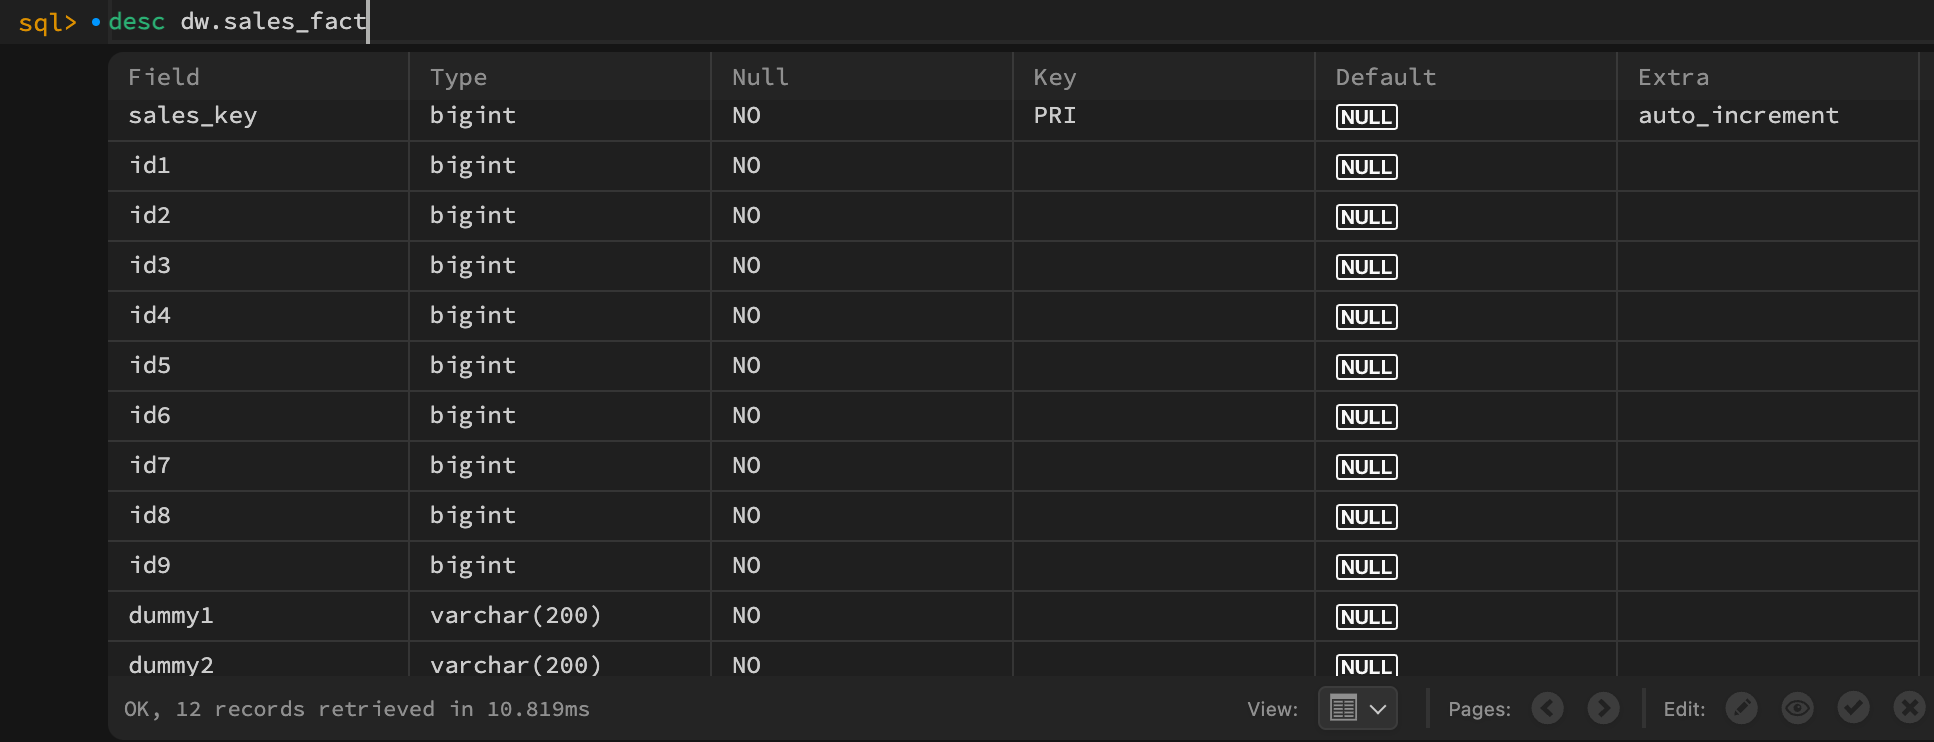 sql> desc dw.sales_fact
Field Type Null Key Default Extra
sales_key bigint NO PRI NULL auto_increment
id1 bigint NO NULL
id2 bigint NO NULL
id3 bigint NO NULL
id4 bigint NO NULL
id5 bigint NO NULL
id6 bigint NO NULL
id7 bigint NO NULL
id8 bigint NO NULL
id9 bigint NO NULL
dummy1 varchar(200) NO NULL
dummy2 varchar(200) NO NULL
OK, 12 records retrieved in 10.819ms View: Pages: Edit: